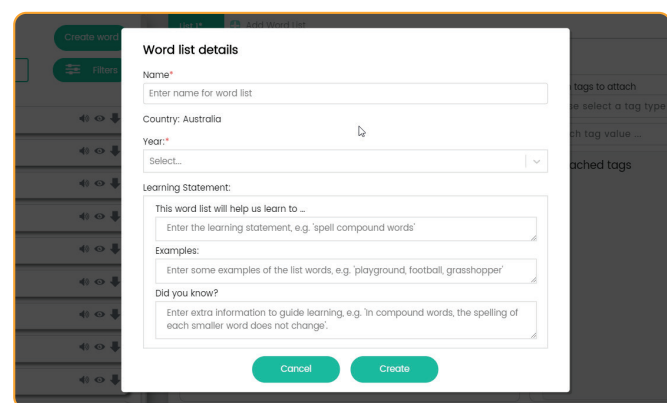 Create word
List 1*
Add Word List
Filters
Word list details
Name*
Enter name for word list
Country: Australia
Year:*
Select...
Learning Statement:
This word list will help us learn to ...
Enter the learning statement, e.g. 'spell compound words'
Examples:
Enter some examples of the list words, e.g. 'playground, football, grasshopper'
Did you know?
Enter extra information to guide learning, e.g. 'In compound words, the spelling of
each smaller word does not change'.
Cancel
Create
tags to attach
select a tag type
tag value ...
tags